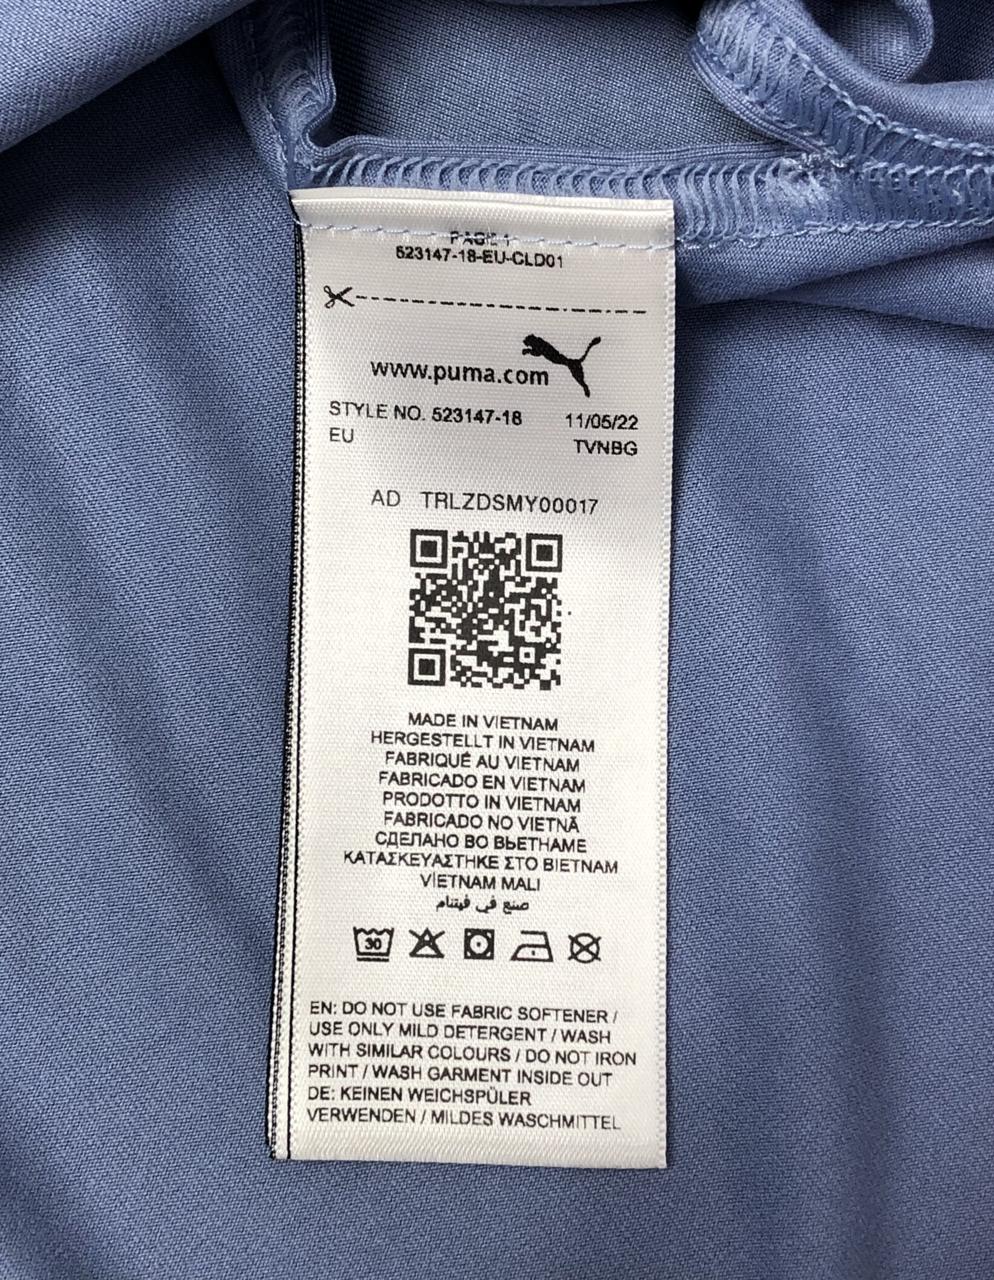 PAGE 1
523147-18-EU-CLD01
www.puma.com
STYLE NO. 523147-18 11/05/22
EU TVNBG
AD TRLZDSMY00017
MADE IN VIETNAM
HERGESTELLT IN VIETNAM
FABRIQUÉ AU VIETNAM
FABRICADO EN VIETNAM
PRODOTTO IN VIETNAM
FABRICADO NO VIETNÃ
СДЕЛАНО ВО ВЬЕТНАМЕ
ΚΑΤΑΣΚΕΥΑΣΤΗΚΕ ΣΤΟ ΒΙΕΤΝΑΜ
VİETNAM MALI
صنع في فيتنام
30
EN: DO NOT USE FABRIC SOFTENER /
USE ONLY MILD DETERGENT / WASH
WITH SIMILAR COLOURS / DO NOT IRON
PRINT / WASH GARMENT INSIDE OUT
DE: KEINEN WEICHSPÜLER
VERWENDEN / MILDES WASCHMITTEL